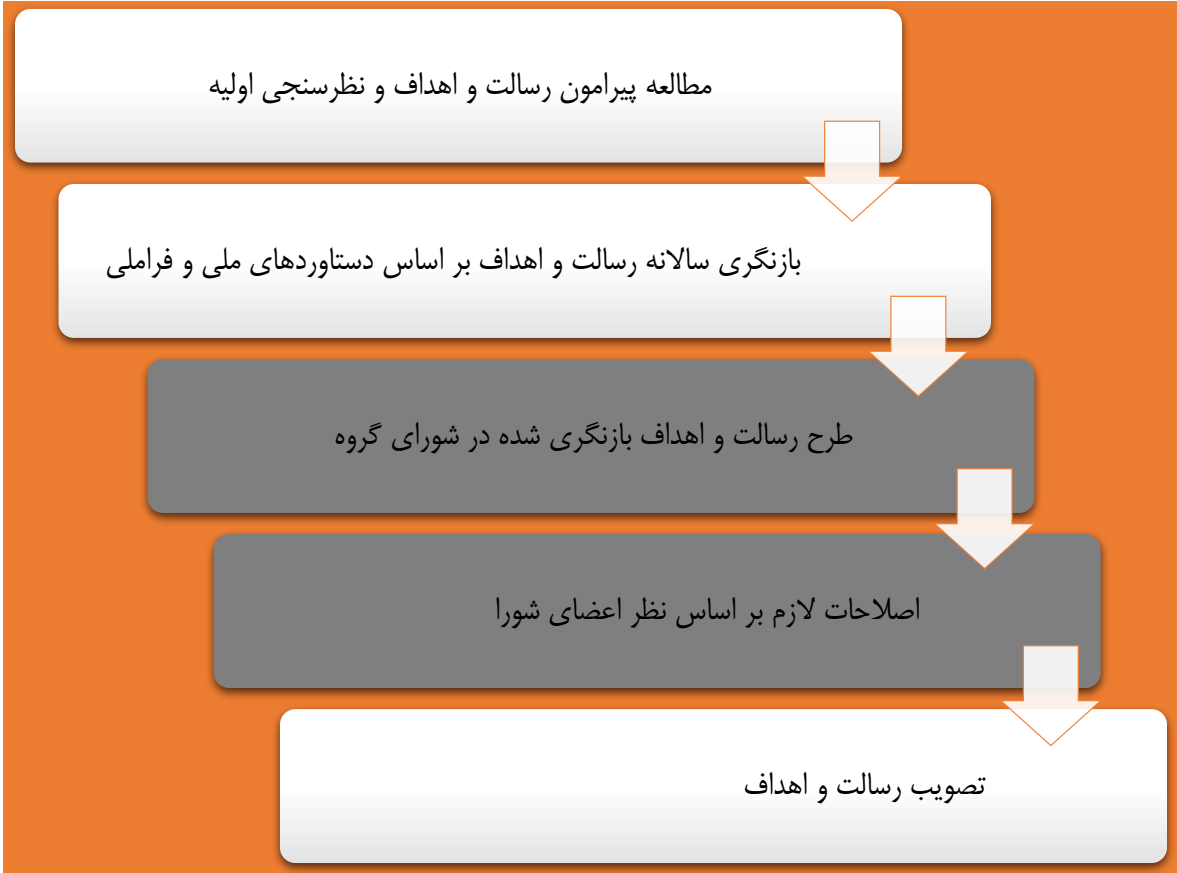 مطالعه پیرامون رسالت و اهداف و نظرسنجی اولیه
بازنگری سالانه رسالت و اهداف بر اساس دستاوردهای ملی و فراملی
طرح رسالت و اهداف بازنگری شده در شورای گروه
اصلاحات لازم بر اساس نظر اعضای شورا
تصویب رسالت و اهداف